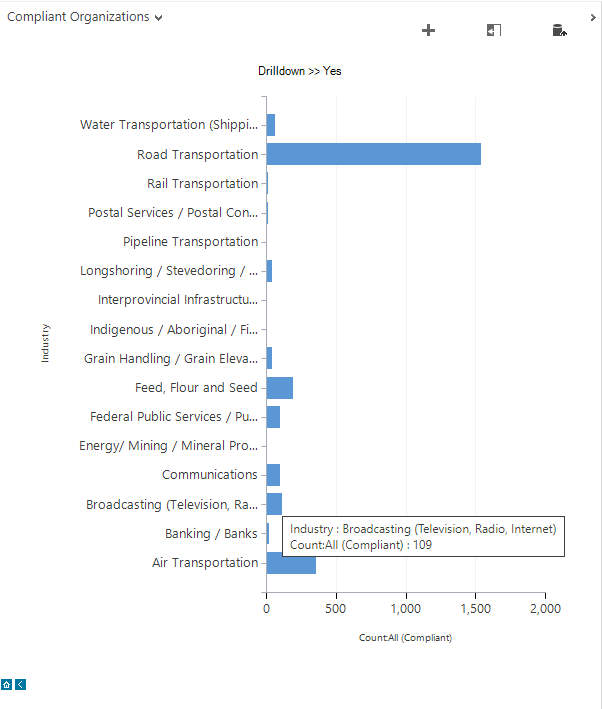 Compliant Organizations
Drilldown >> Yes
Water Transportation (Shippi...
Road Transportation
Rail Transportation
Postal Services / Postal Con...
Pipeline Transportation
Longshoring / Stevedoring / ...
Interprovincial Infrastructu...
Indigenous / Aboriginal / Fi...
Grain Handling / Grain Eleva...
Feed, Flour and Seed
Federal Public Services / Pu...
Energy/ Mining / Mineral Pro...
Communications
Broadcasting (Television, Ra...
Banking / Banks
Air Transportation
Industry
Industry : Broadcasting (Television, Radio, Internet)
Count:All (Compliant) : 109
0 500 1,000 1,500 2,000
Count:All (Compliant)